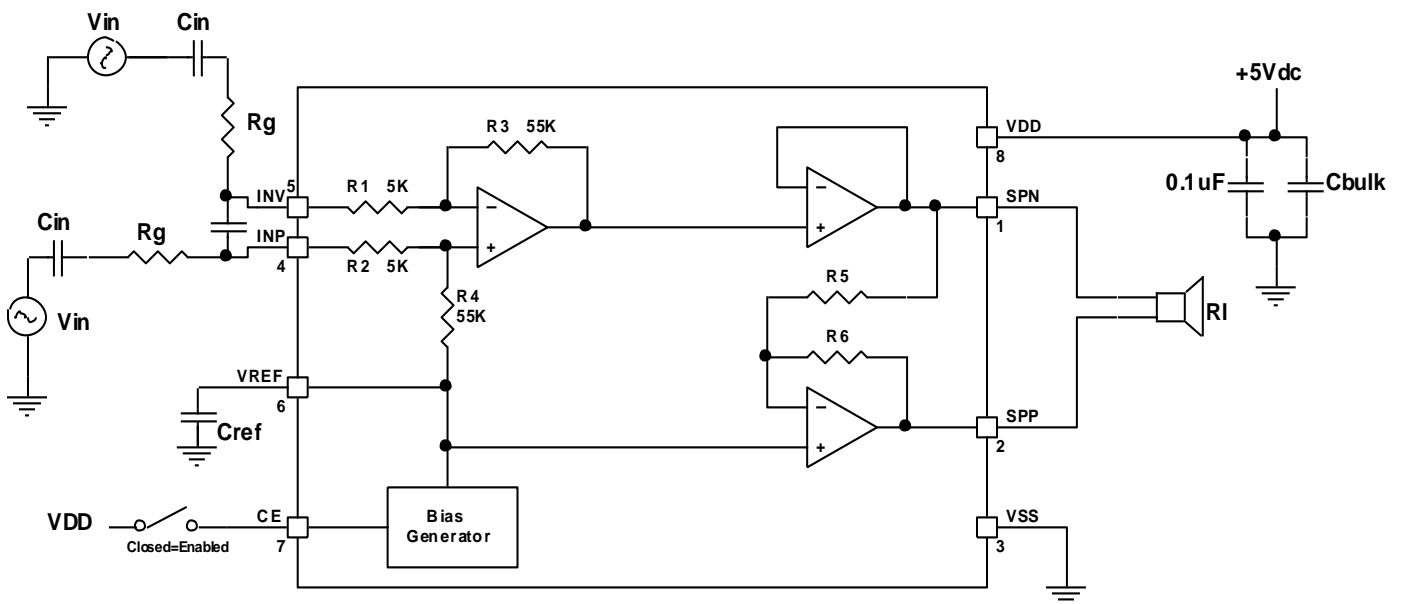 Vin
Cin
Rg
Cin
Rg
Vin
INV
5
INP
4
R1 5K
R2 5K
R3 55K
R4
55K
VREF
6
Cref
VDD
Closed=Enabled
CE
7
Bias
Generator
R5
R6
VDD
8
SPN
1
SPP
2
VSS
3
+5Vdc
0.1uF
Cbulk
Rl